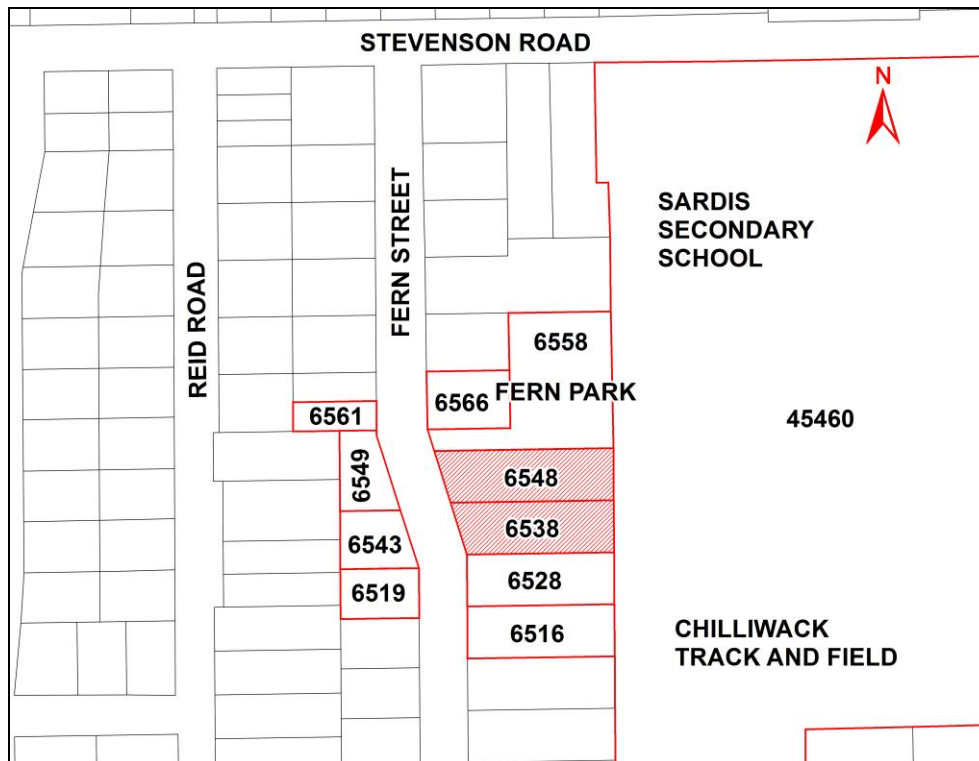 STEVENSON ROAD
N
SARDIS
SECONDARY
SCHOOL
FERN STREET
REID ROAD
6558
6566
FERN PARK
6561
45460
6549
6548
6538
6543
6528
6519
6516
CHILLIWACK
TRACK AND FIELD